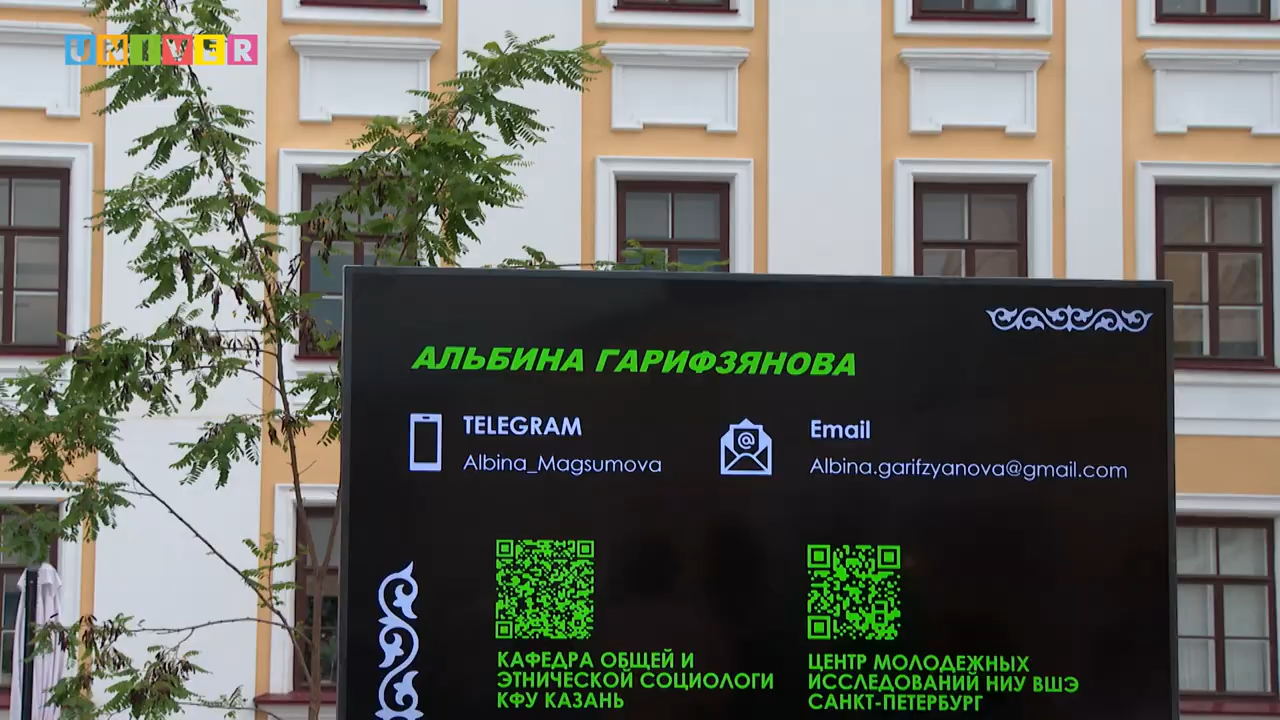 UNIVER
АЛЬБИНА ГАРИФЗЯНОВА
TELEGRAM
Albina_Magsumova
Email
Albina.garifzyanova@gmail.com
КАФЕДРА ОБЩЕЙ И
ЭТНИЧЕСКОЙ СОЦИОЛОГИ
КФУ КАЗАНЬ
ЦЕНТР МОЛОДЕЖНЫХ
ИССЛЕДОВАНИЙ НИУ ВШЭ
САНКТ-ПЕТЕРБУРГ